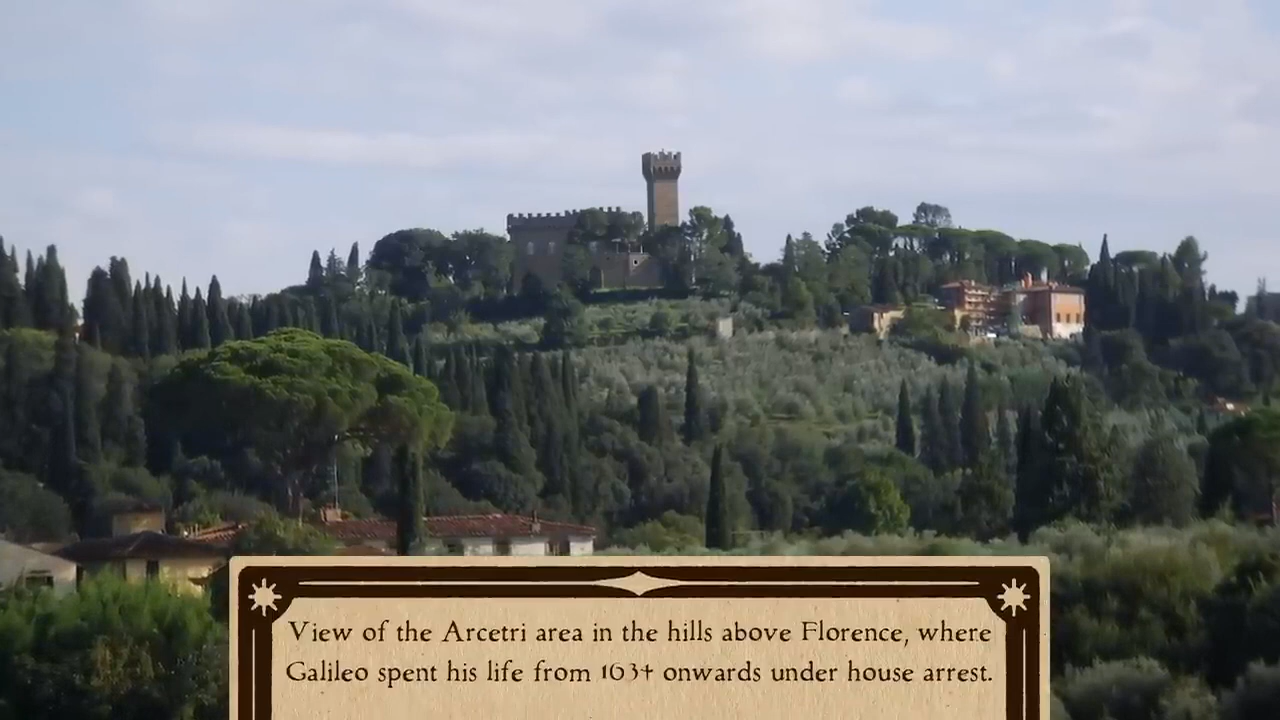 View of the Arcetri area in the hills above Florence, where
Galileo spent his life from 1634 onwards under house arrest.